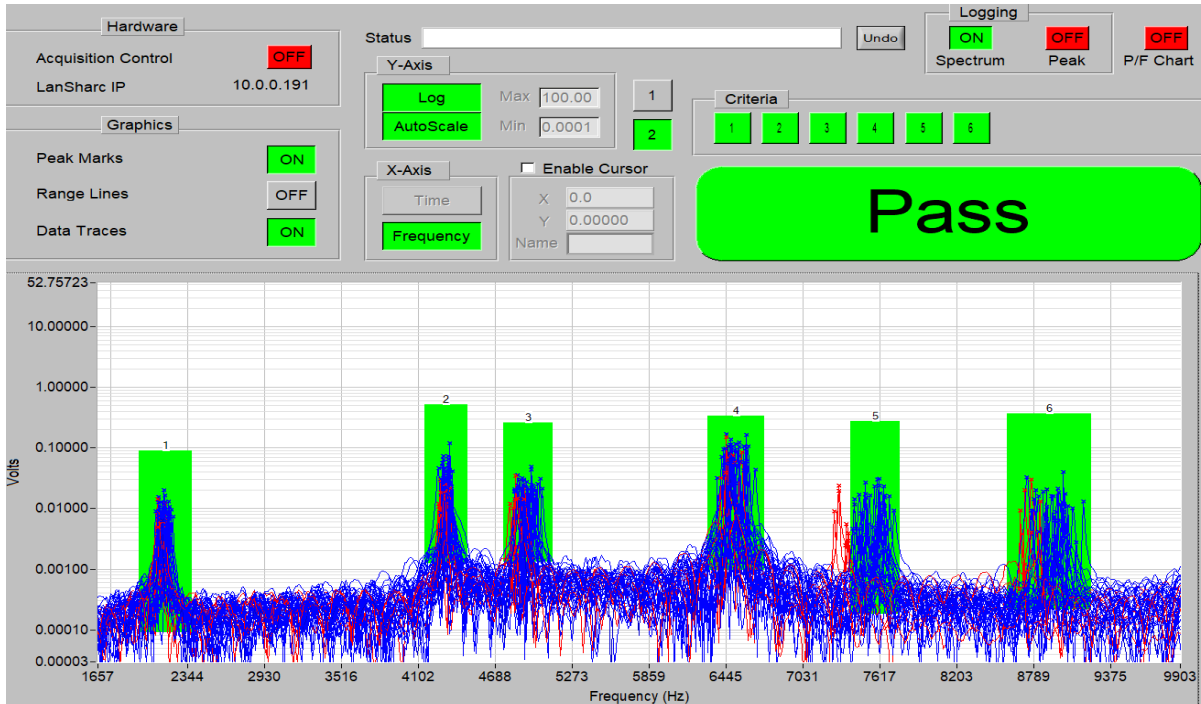 Hardware
Acquisition Control OFF
LanSharc IP 10.0.0.191
Graphics
Peak Marks ON
Range Lines OFF
Data Traces ON
Status Undo
Y-Axis
Log Max 100.00
AutoScale Min 0.0001
1
2
X-Axis
Time
Frequency
Enable Cursor
X 0.0
Y 0.00000
Name
Logging
ON OFF OFF
Spectrum Peak P/F Chart
Criteria
1 2 3 4 5 6
Pass
52.75723
10.00000
1.00000
0.10000
0.01000
0.00100
0.00010
0.00003
Volts
1 2 3 4 5 6
1657 2344 2930 3516 4102 4688 5273 5859 6445 7031 7617 8203 8789 9375 9903
Frequency (Hz)